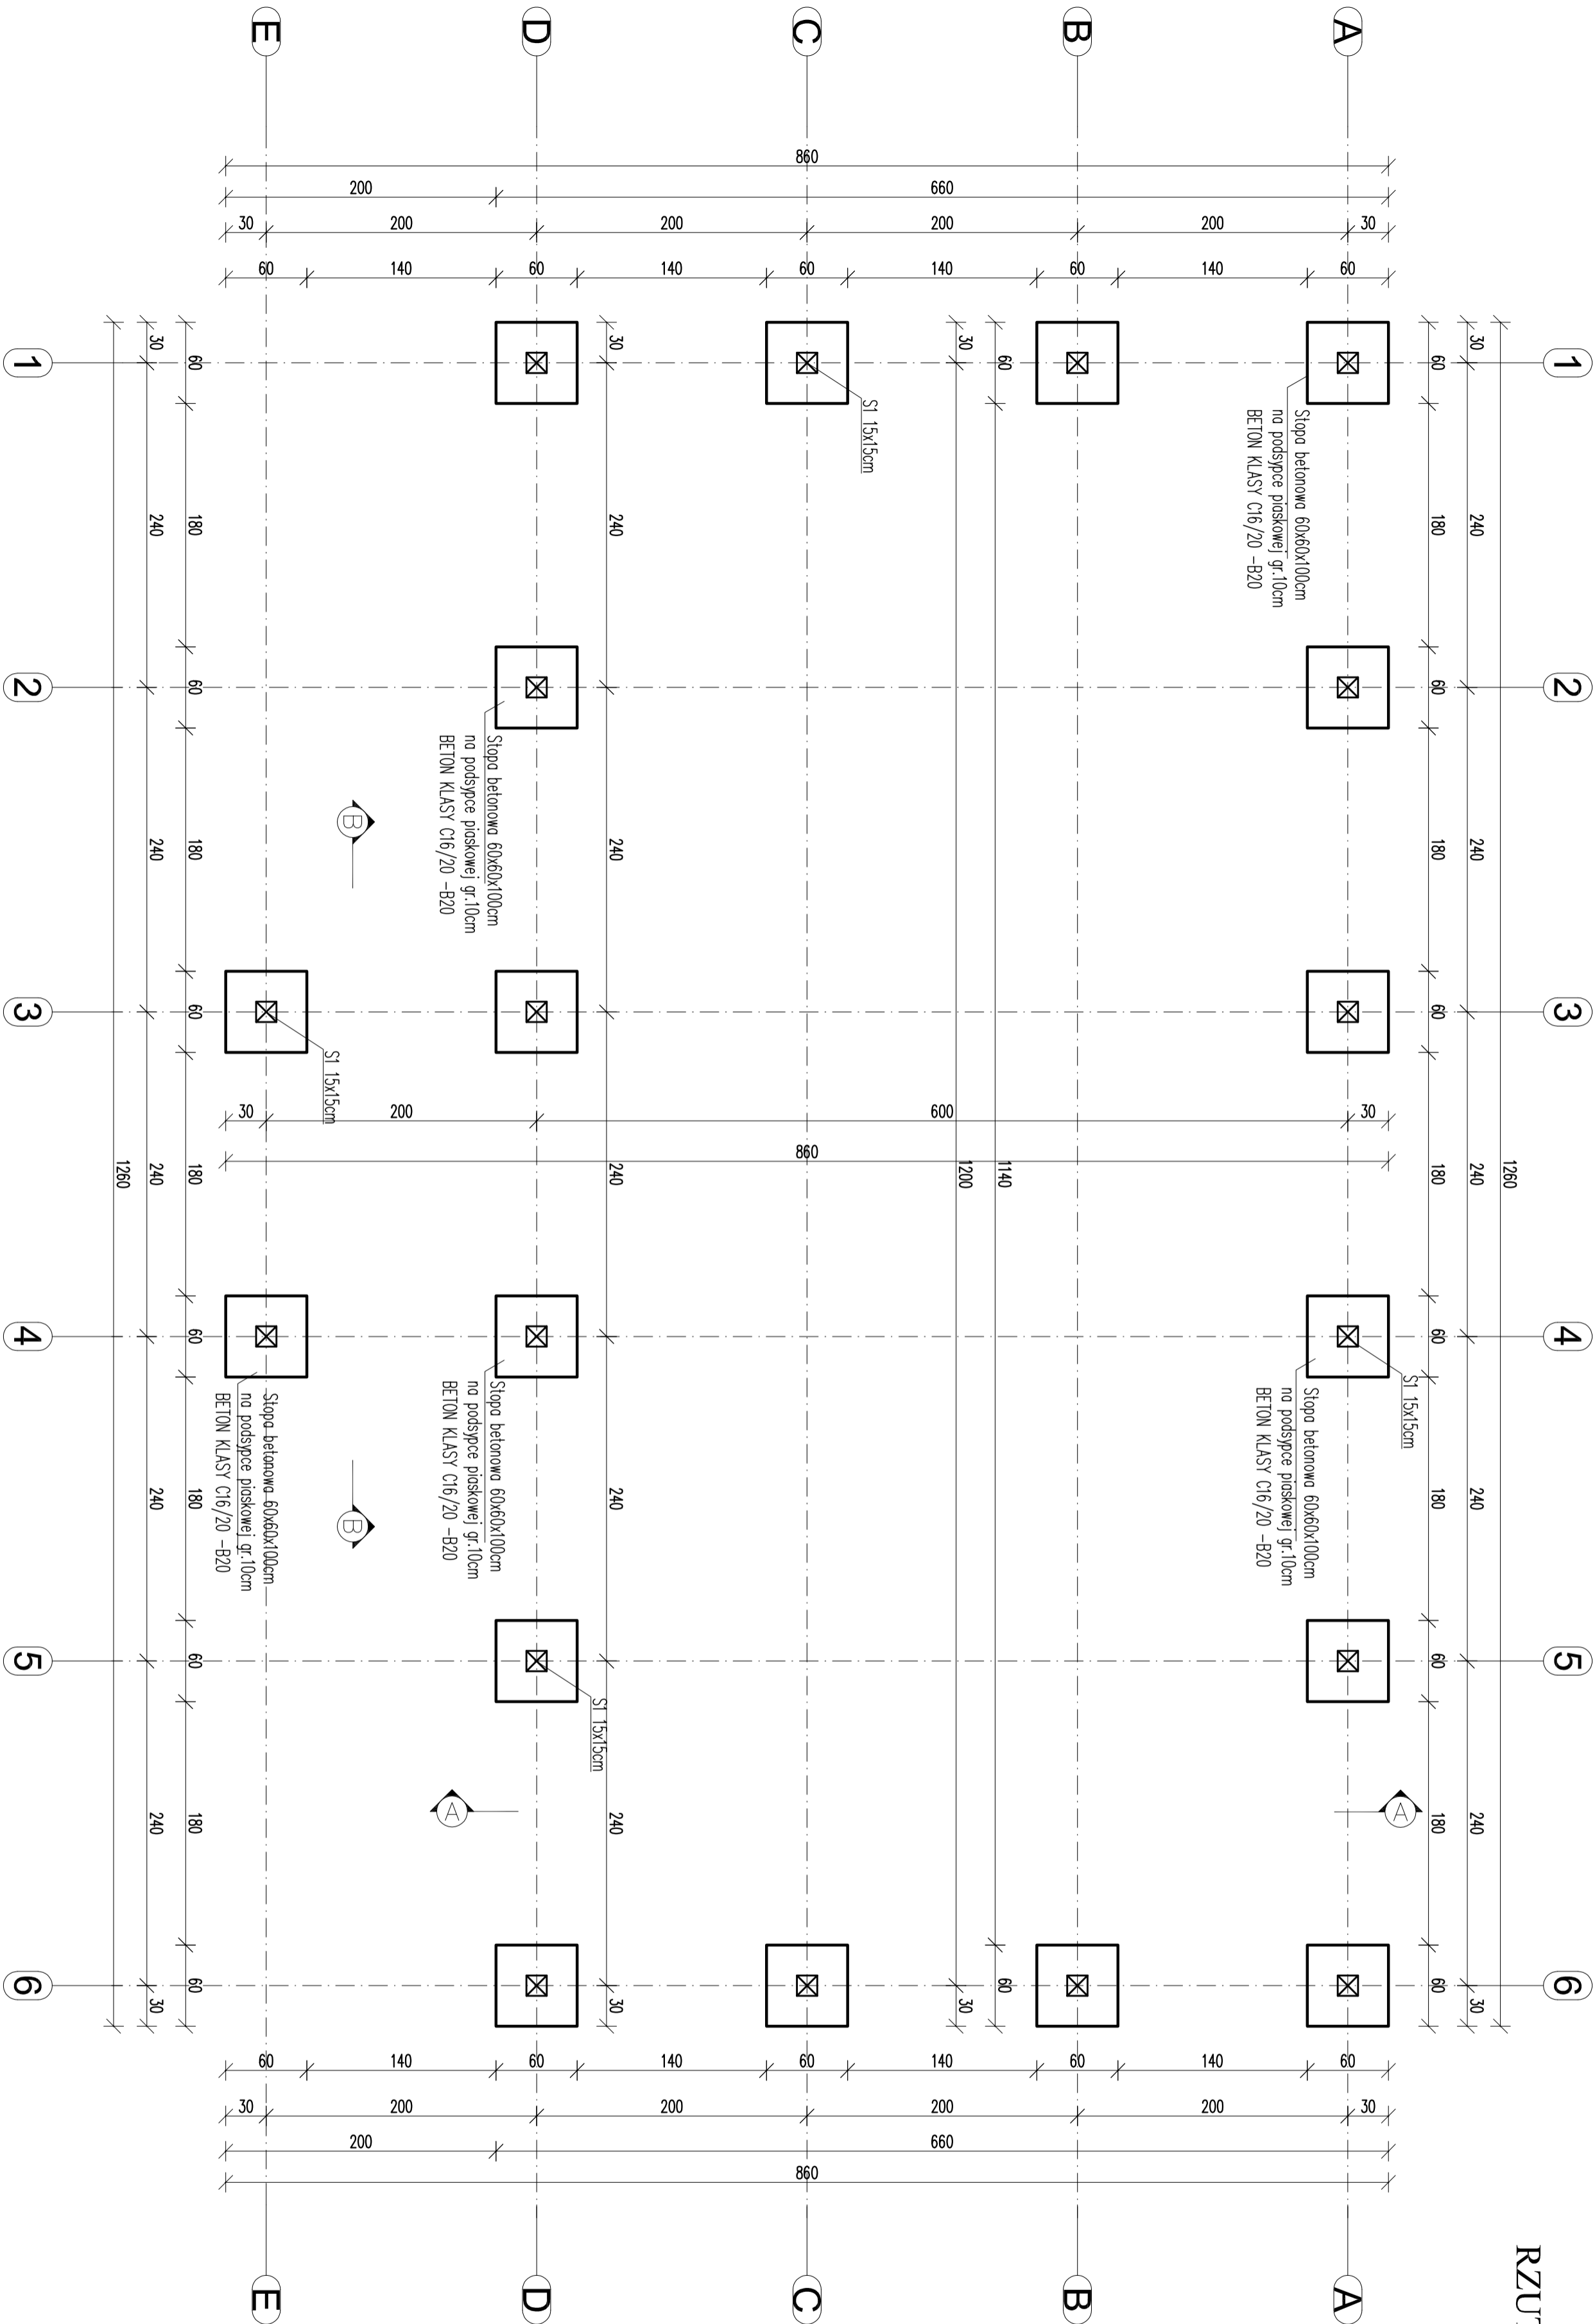 RZUT
1 2 3 4 5 6
1260
30 240 240 240 240 240 30
60 180 60 180 60 180 60 180 60 180 60
A A
S1 15x15cm
A
A
Stopa betonowa 60x60x100cm
na podsypce piaskowej gr.10cm
BETON KLASY C16/20 -B20
Stopa betonowa 60x60x100cm
na podsypce piaskowej gr.10cm
BETON KLASY C16/20 -B20
B B
60 1140 60
30 1200 30
S1 15x15cm
C C
30 240 240 240 240 240 30
S1 15x15cm
D D
Stopa betonowa 60x60x100cm
na podsypce piaskowej gr.10cm
BETON KLASY C16/20 -B20
Stopa betonowa 60x60x100cm
na podsypce piaskowej gr.10cm
BETON KLASY C16/20 -B20
A
B
B
S1 15x15cm
E E
Stopa betonowa 60x60x100cm
na podsypce piaskowej gr.10cm
BETON KLASY C16/20 -B20
60 180 60 180 60 180 60 180 60 180 60
30 240 240 240 240 240 30
1260
1 2 3 4 5 6
860
200 660
30 200 200 200 200 30
60 140 60 140 60 140 60 140 60
30 200 600 30
860
60 140 60 140 60 140 60 140 60
30 200 200 200 200 30
200 660
860